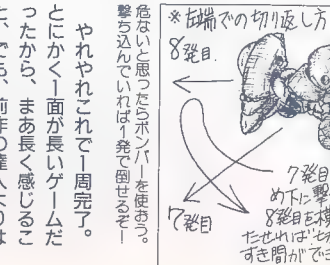 ※左端での切り返し方
8発目
7発目
7発目
め下に撃
8発目を横
たせれば七
すき間がで
危ないと思ったらボンバーを使おう。
撃ち込んでいれば1発で倒せるぞー
やれやれこれで1周完了。
とにかく1面が長いゲームだ
ったから、まあ長く感じるこ
と、でも、前作の達人よりは